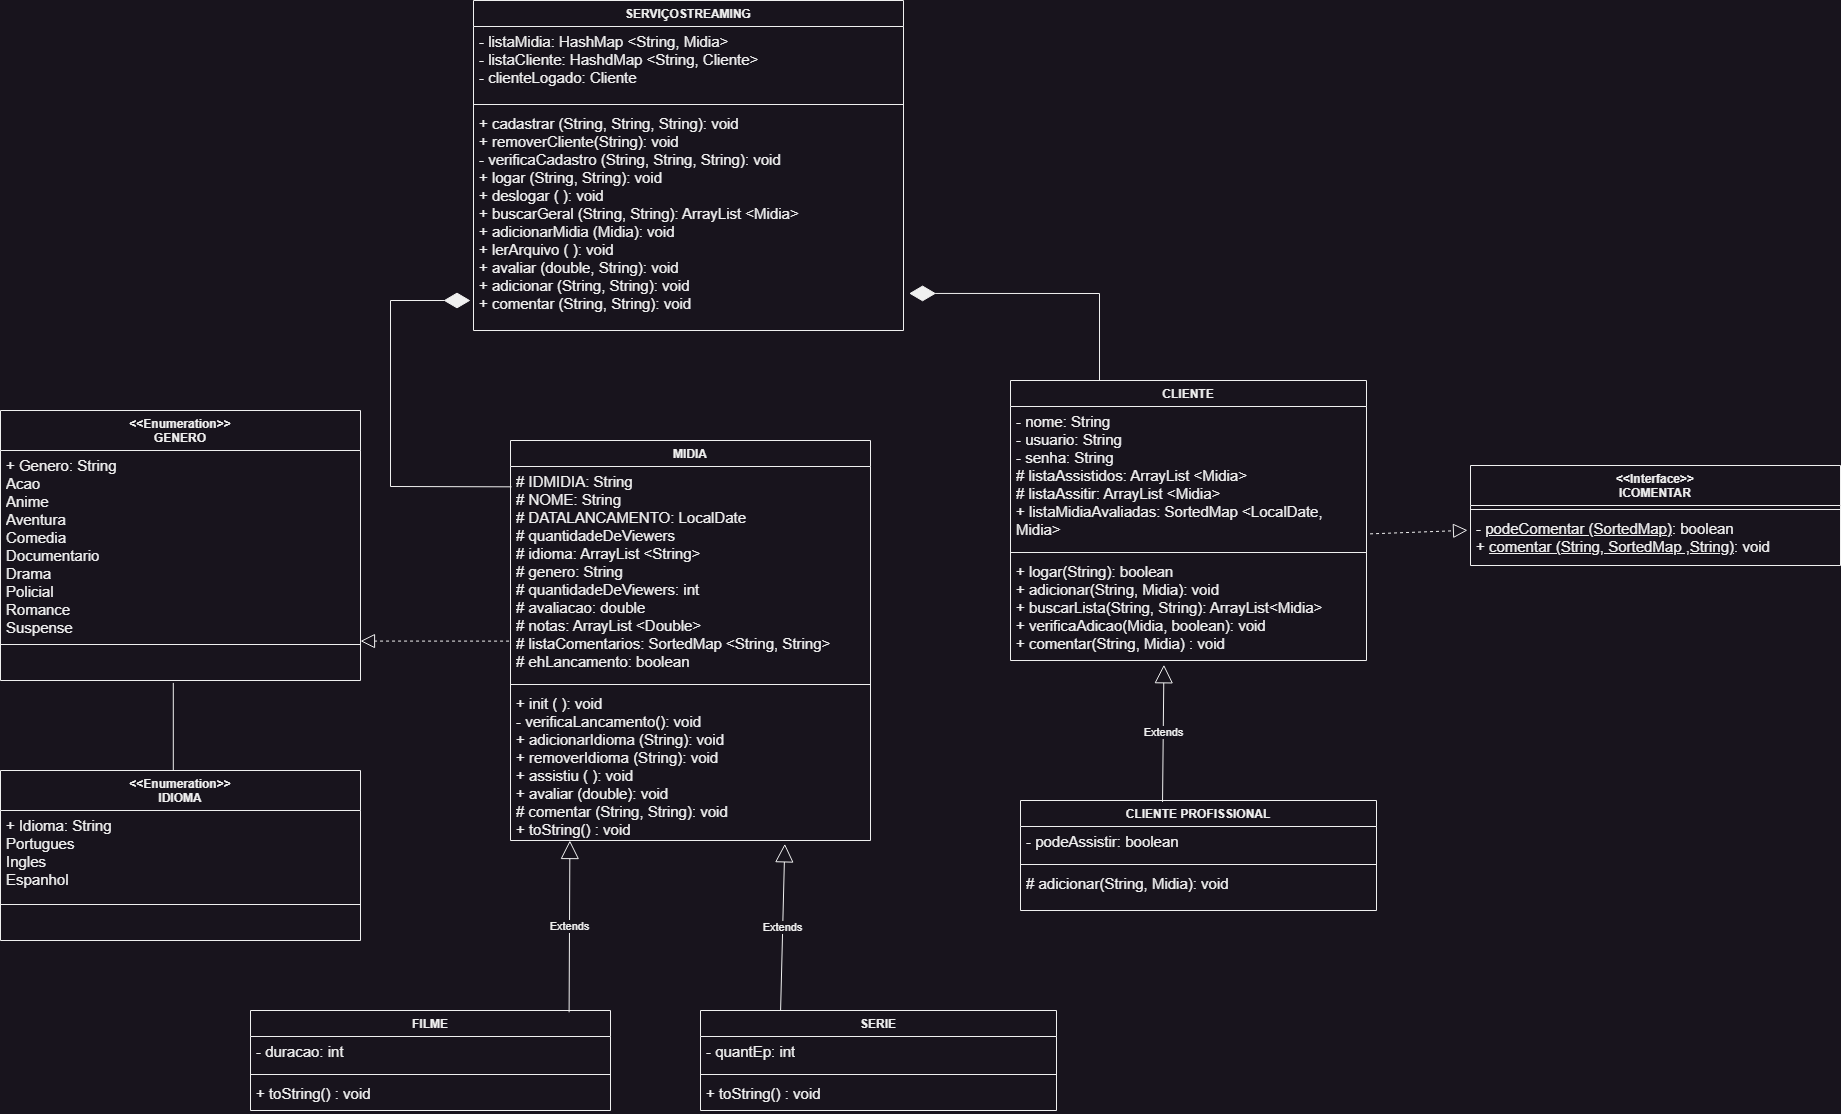 SERVIÇOSTREAMING
- listaMidia: HashMap <String, Midia>
- listaCliente: HashdMap <String, Cliente>
- clienteLogado: Cliente
+ cadastrar (String, String, String): void
+ removerCliente(String): void
- verificaCadastro (String, String, String): void
+ logar (String, String): void
+ deslogar ( ): void
+ buscarGeral (String, String): ArrayList <Midia>
+ adicionarMidia (Midia): void
+ lerArquivo ( ): void
+ avaliar (double, String): void
+ adicionar (String, String): void
+ comentar (String, String): void
<<Enumeration>>
GENERO
+ Genero: String
Acao
Anime
Aventura
Comedia
Documentario
Drama
Policial
Romance
Suspense
<<Enumeration>>
IDIOMA
+ Idioma: String
Portugues
Ingles
Espanhol
MIDIA
# IDMIDIA: String
# NOME: String
# DATALANCAMENTO: LocalDate
# quantidadeDeViewers
# idioma: ArrayList <String>
# genero: String
# quantidadeDeViewers: int
# avaliacao: double
# notas: ArrayList <Double>
# listaComentarios: SortedMap <String, String>
# ehLancamento: boolean
+ init ( ): void
- verificaLancamento(): void
+ adicionarIdioma (String): void
+ removerIdioma (String): void
+ assistiu ( ): void
+ avaliar (double): void
# comentar (String, String): void
+ toString() : void
CLIENTE
- nome: String
- usuario: String
- senha: String
# listaAssistidos: ArrayList <Midia>
# listaAssitir: ArrayList <Midia>
+ listaMidiaAvaliadas: SortedMap <LocalDate,
Midia>
+ logar(String): boolean
+ adicionar(String, Midia): void
+ buscarLista(String, String): ArrayList<Midia>
+ verificaAdicao(Midia, boolean): void
+ comentar(String, Midia) : void
<<Interface>>
ICOMENTAR
- podeComentar (SortedMap): boolean
+ comentar (String, SortedMap ,String): void
Extends
CLIENTE PROFISSIONAL
- podeAssistir: boolean
# adicionar(String, Midia): void
Extends
Extends
FILME
- duracao: int
+ toString() : void
SERIE
- quantEp: int
+ toString() : void